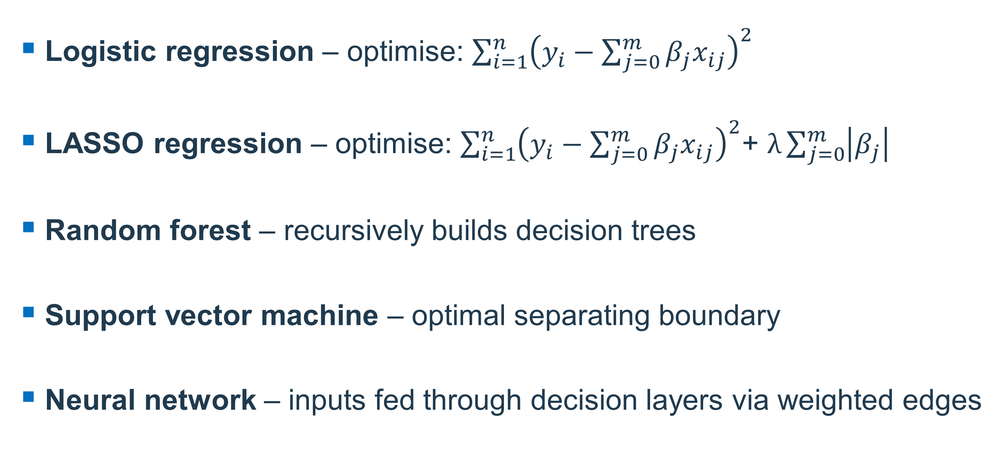 ▪ Logistic regression – optimise: $\sum_{i=1}^{n}\left(y_i - \sum_{j=0}^{m} \beta_j x_{ij}\right)^2$
▪ LASSO regression – optimise: $\sum_{i=1}^{n}\left(y_i - \sum_{j=0}^{m} \beta_j x_{ij}\right)^2 + \lambda \sum_{j=0}^{m} \left|\beta_j\right|$
▪ Random forest – recursively builds decision trees
▪ Support vector machine – optimal separating boundary
▪ Neural network – inputs fed through decision layers via weighted edges